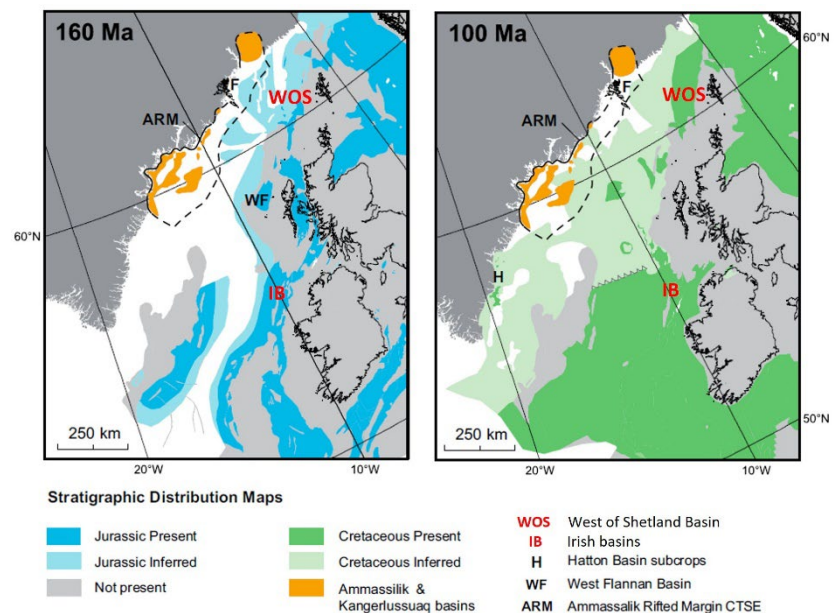 160 Ma
F
WOS
ARM
WF
60°N
IB
250 km
20°W
10°W
100 Ma
60°N
F
WOS
ARM
H
IB
50°N
250 km
20°W
10°W
Stratigraphic Distribution Maps
Jurassic Present
Jurassic Inferred
Not present
Cretaceous Present
Cretaceous Inferred
Ammassilik &
Kangerlussuaq basins
WOS West of Shetland Basin
IB Irish basins
H Hatton Basin subcrops
WF West Flannan Basin
ARM Ammassalik Rifted Margin CTSE